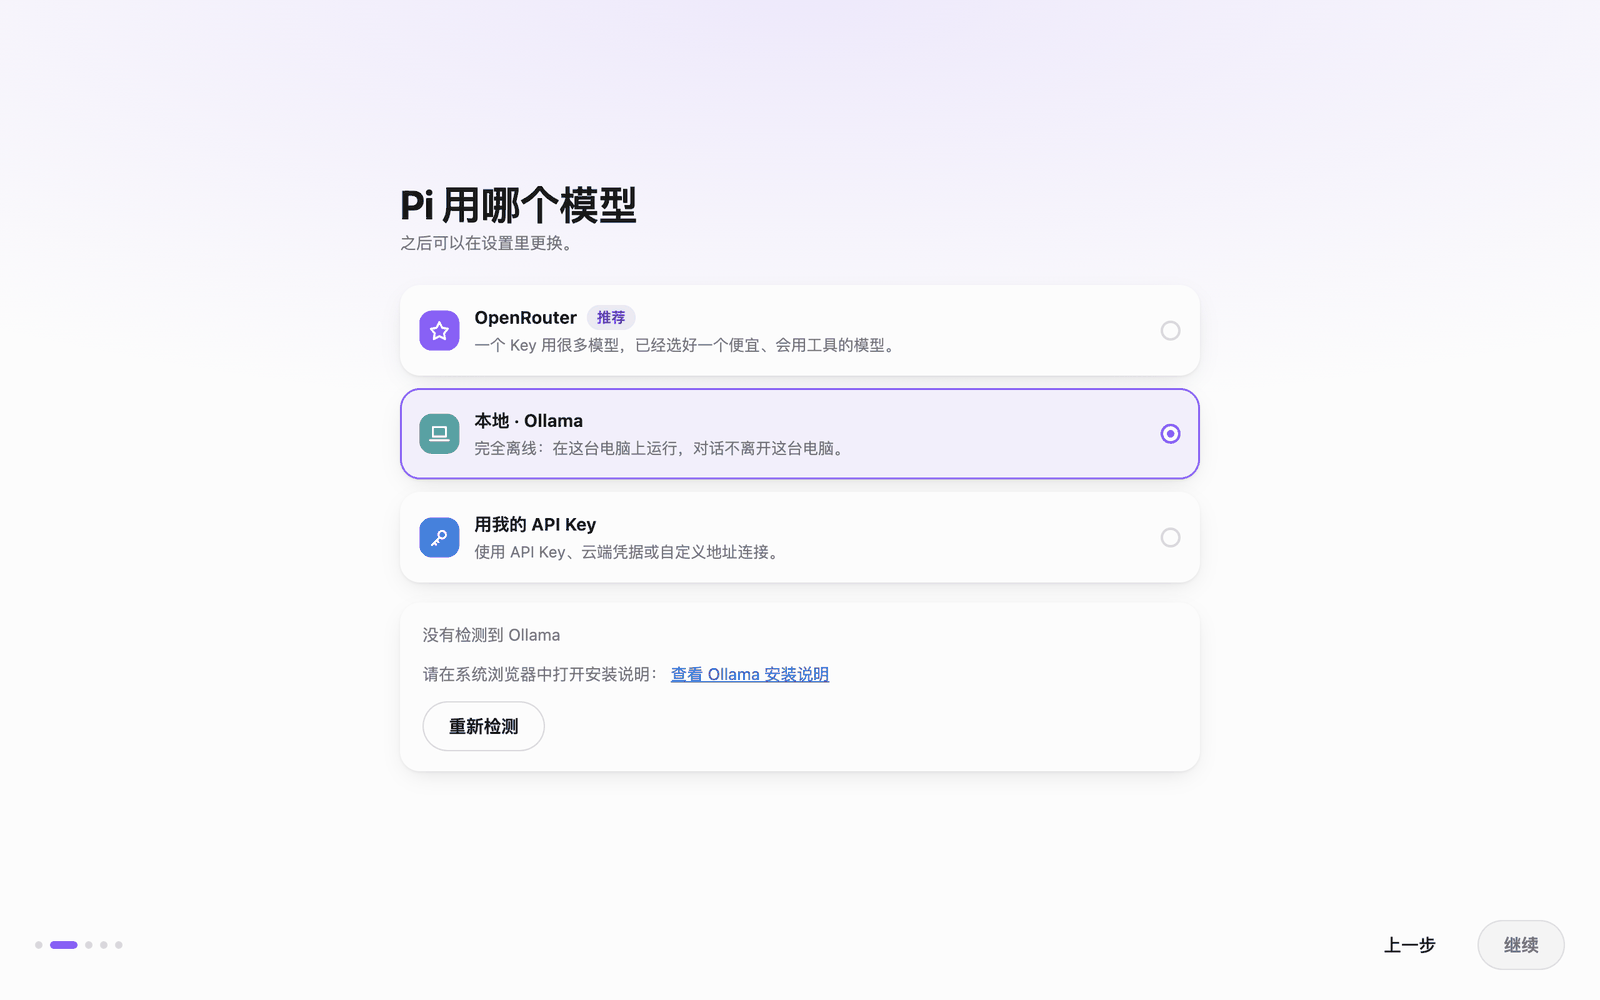 Pi 用哪个模型
之后可以在设置里更换。
OpenRouter 推荐
一个 Key 用很多模型，已经选好一个便宜、会用工具的模型。
本地 · Ollama
完全离线：在这台电脑上运行，对话不离开这台电脑。
用我的 API Key
使用 API Key、云端凭据或自定义地址连接。
没有检测到 Ollama
请在系统浏览器中打开安装说明： 查看 Ollama 安装说明
重新检测
上一步 继续